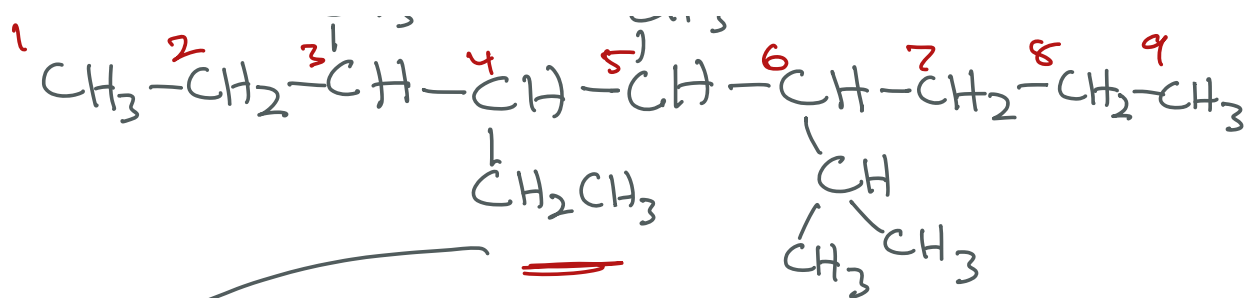 1 2 3 4 5 6 7 8 9
CH₃–CH₂–CH–CH–CH–CH–CH₂–CH₂–CH₃
CH₂CH₃ CH
CH₃ CH₃